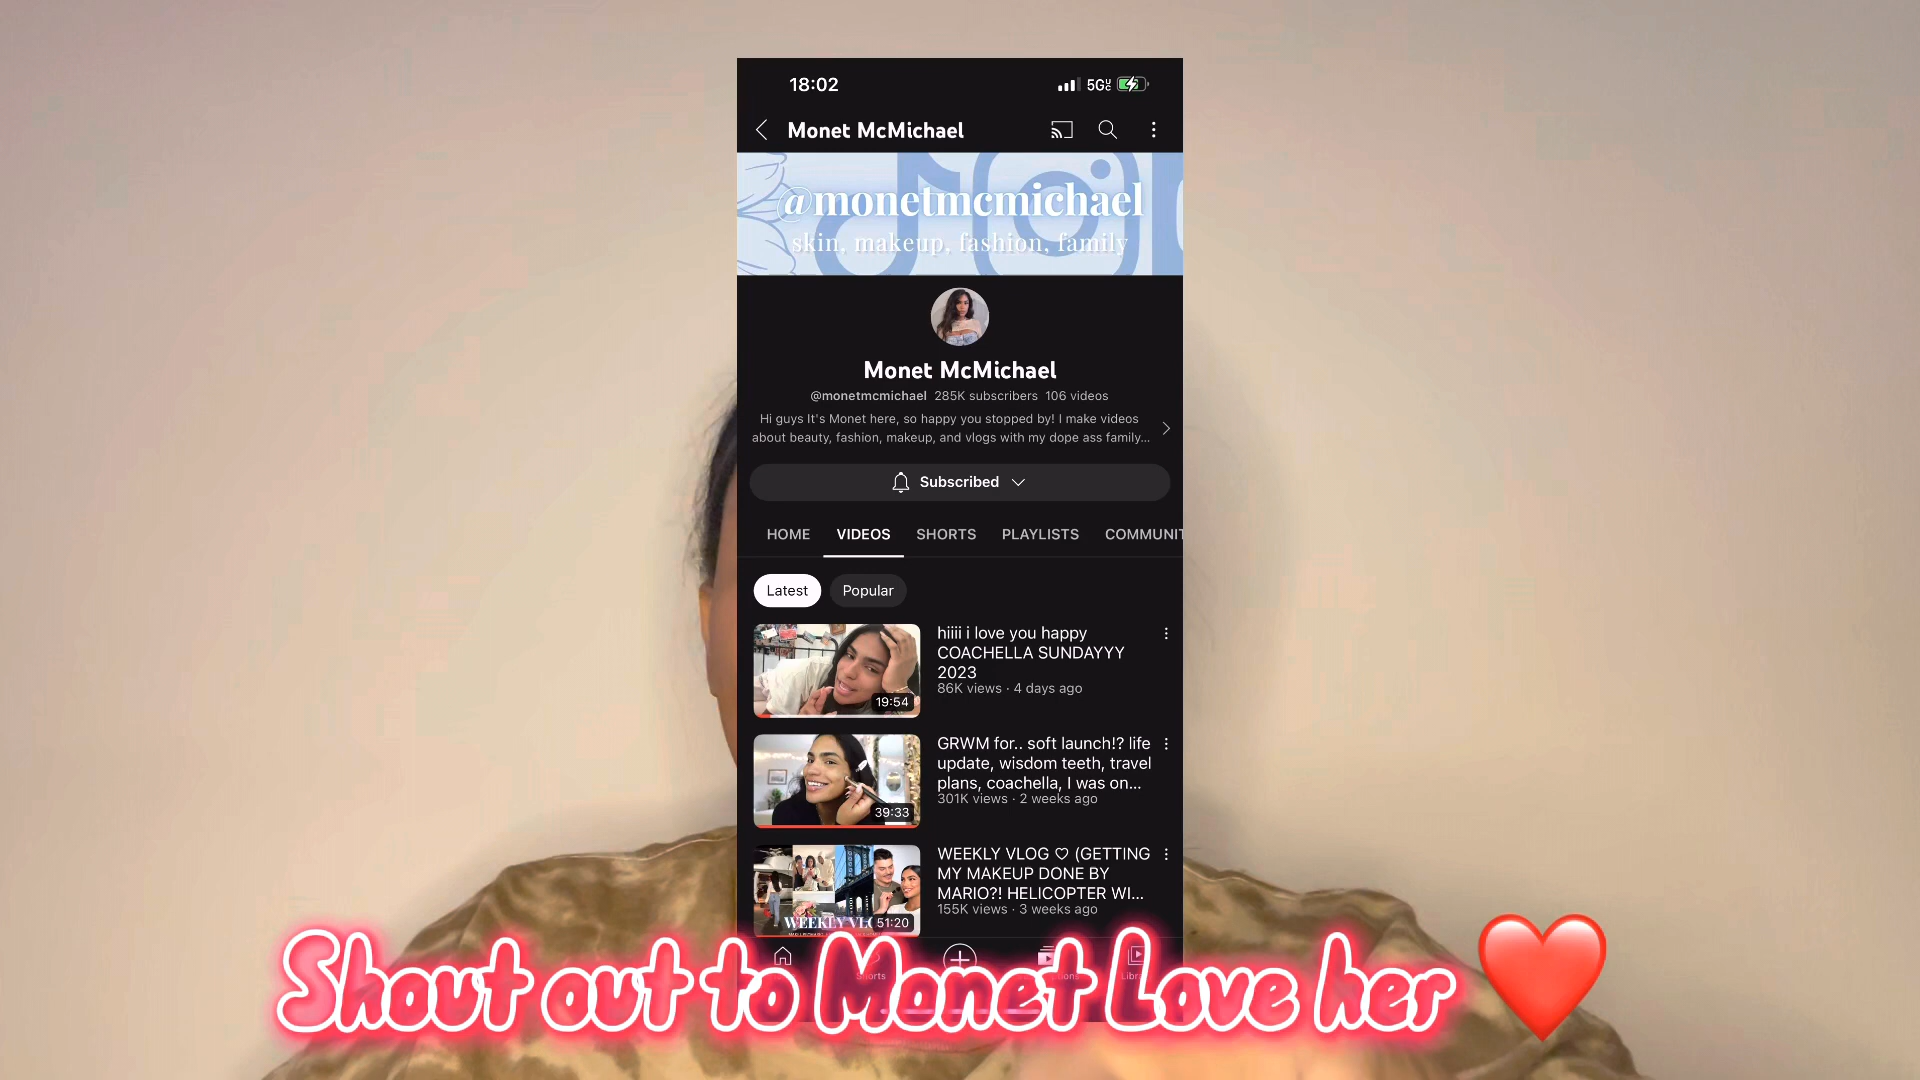 18:02
5G
Monet McMichael
@monetmcmichael
skin, makeup, fashion, family
Monet McMichael
@monetmcmichael 285K subscribers 106 videos
Hi guys It's Monet here, so happy you stopped by! I make videos
about beauty, fashion, makeup, and vlogs with my dope ass family...
Subscribed
HOME VIDEOS SHORTS PLAYLISTS COMMUNIT
Latest Popular
hiiii i love you happy
COACHELLA SUNDAYYY
2023
86K views · 4 days ago
19:54
GRWM for.. soft launch!? life
update, wisdom teeth, travel
plans, coachella, I was on...
301K views · 2 weeks ago
39:33
WEEKLY VLOG ♡ (GETTING
MY MAKEUP DONE BY
MARIO?! HELICOPTER WI...
155K views · 3 weeks ago
WEEKLY VLO
51:20
Shout out to Monet Love her ❤️